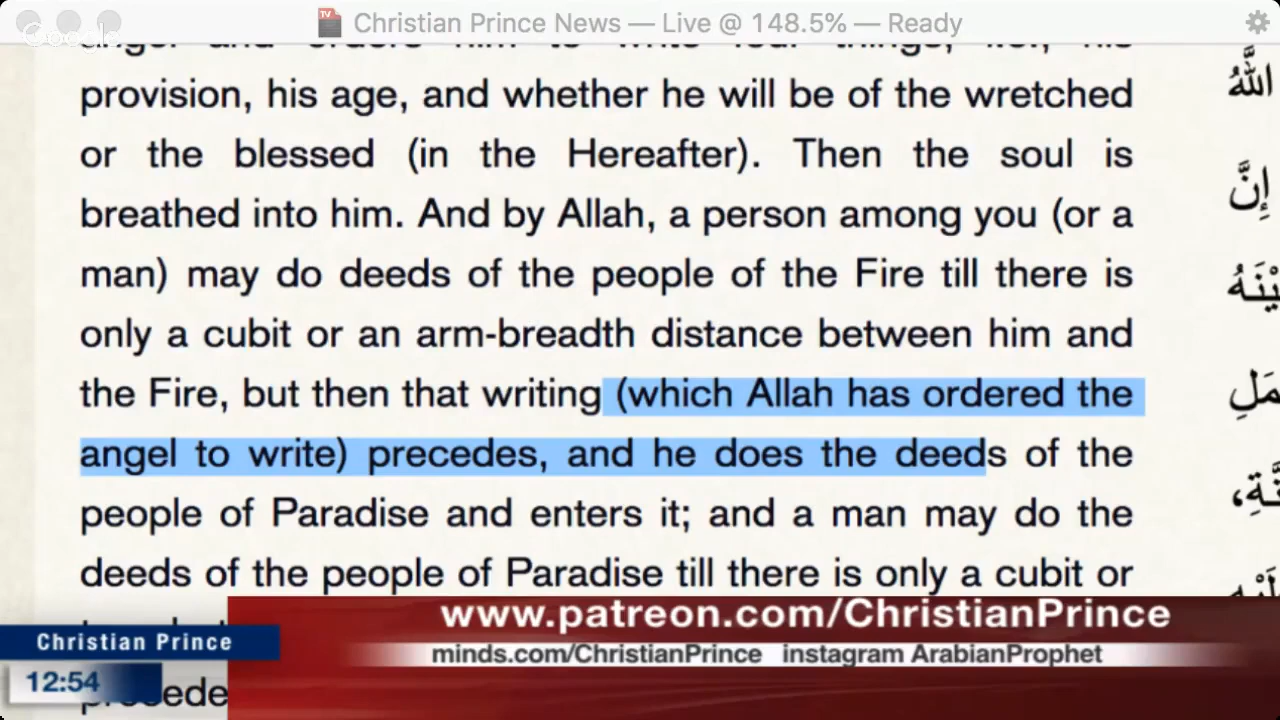 Christian Prince News — Live @ 148.5% — Ready
Google
provision, his age, and whether he will be of the wretched
or the blessed (in the Hereafter). Then the soul is
breathed into him. And by Allah, a person among you (or a
man) may do deeds of the people of the Fire till there is
only a cubit or an arm-breadth distance between him and
the Fire, but then that writing (which Allah has ordered the
angel to write) precedes, and he does the deeds of the
people of Paradise and enters it; and a man may do the
deeds of the people of Paradise till there is only a cubit or
اللَّهُ
إِنَّ
www.patreon.com/ChristianPrince
Christian Prince
minds.com/ChristianPrince instagram ArabianProphet
12:54